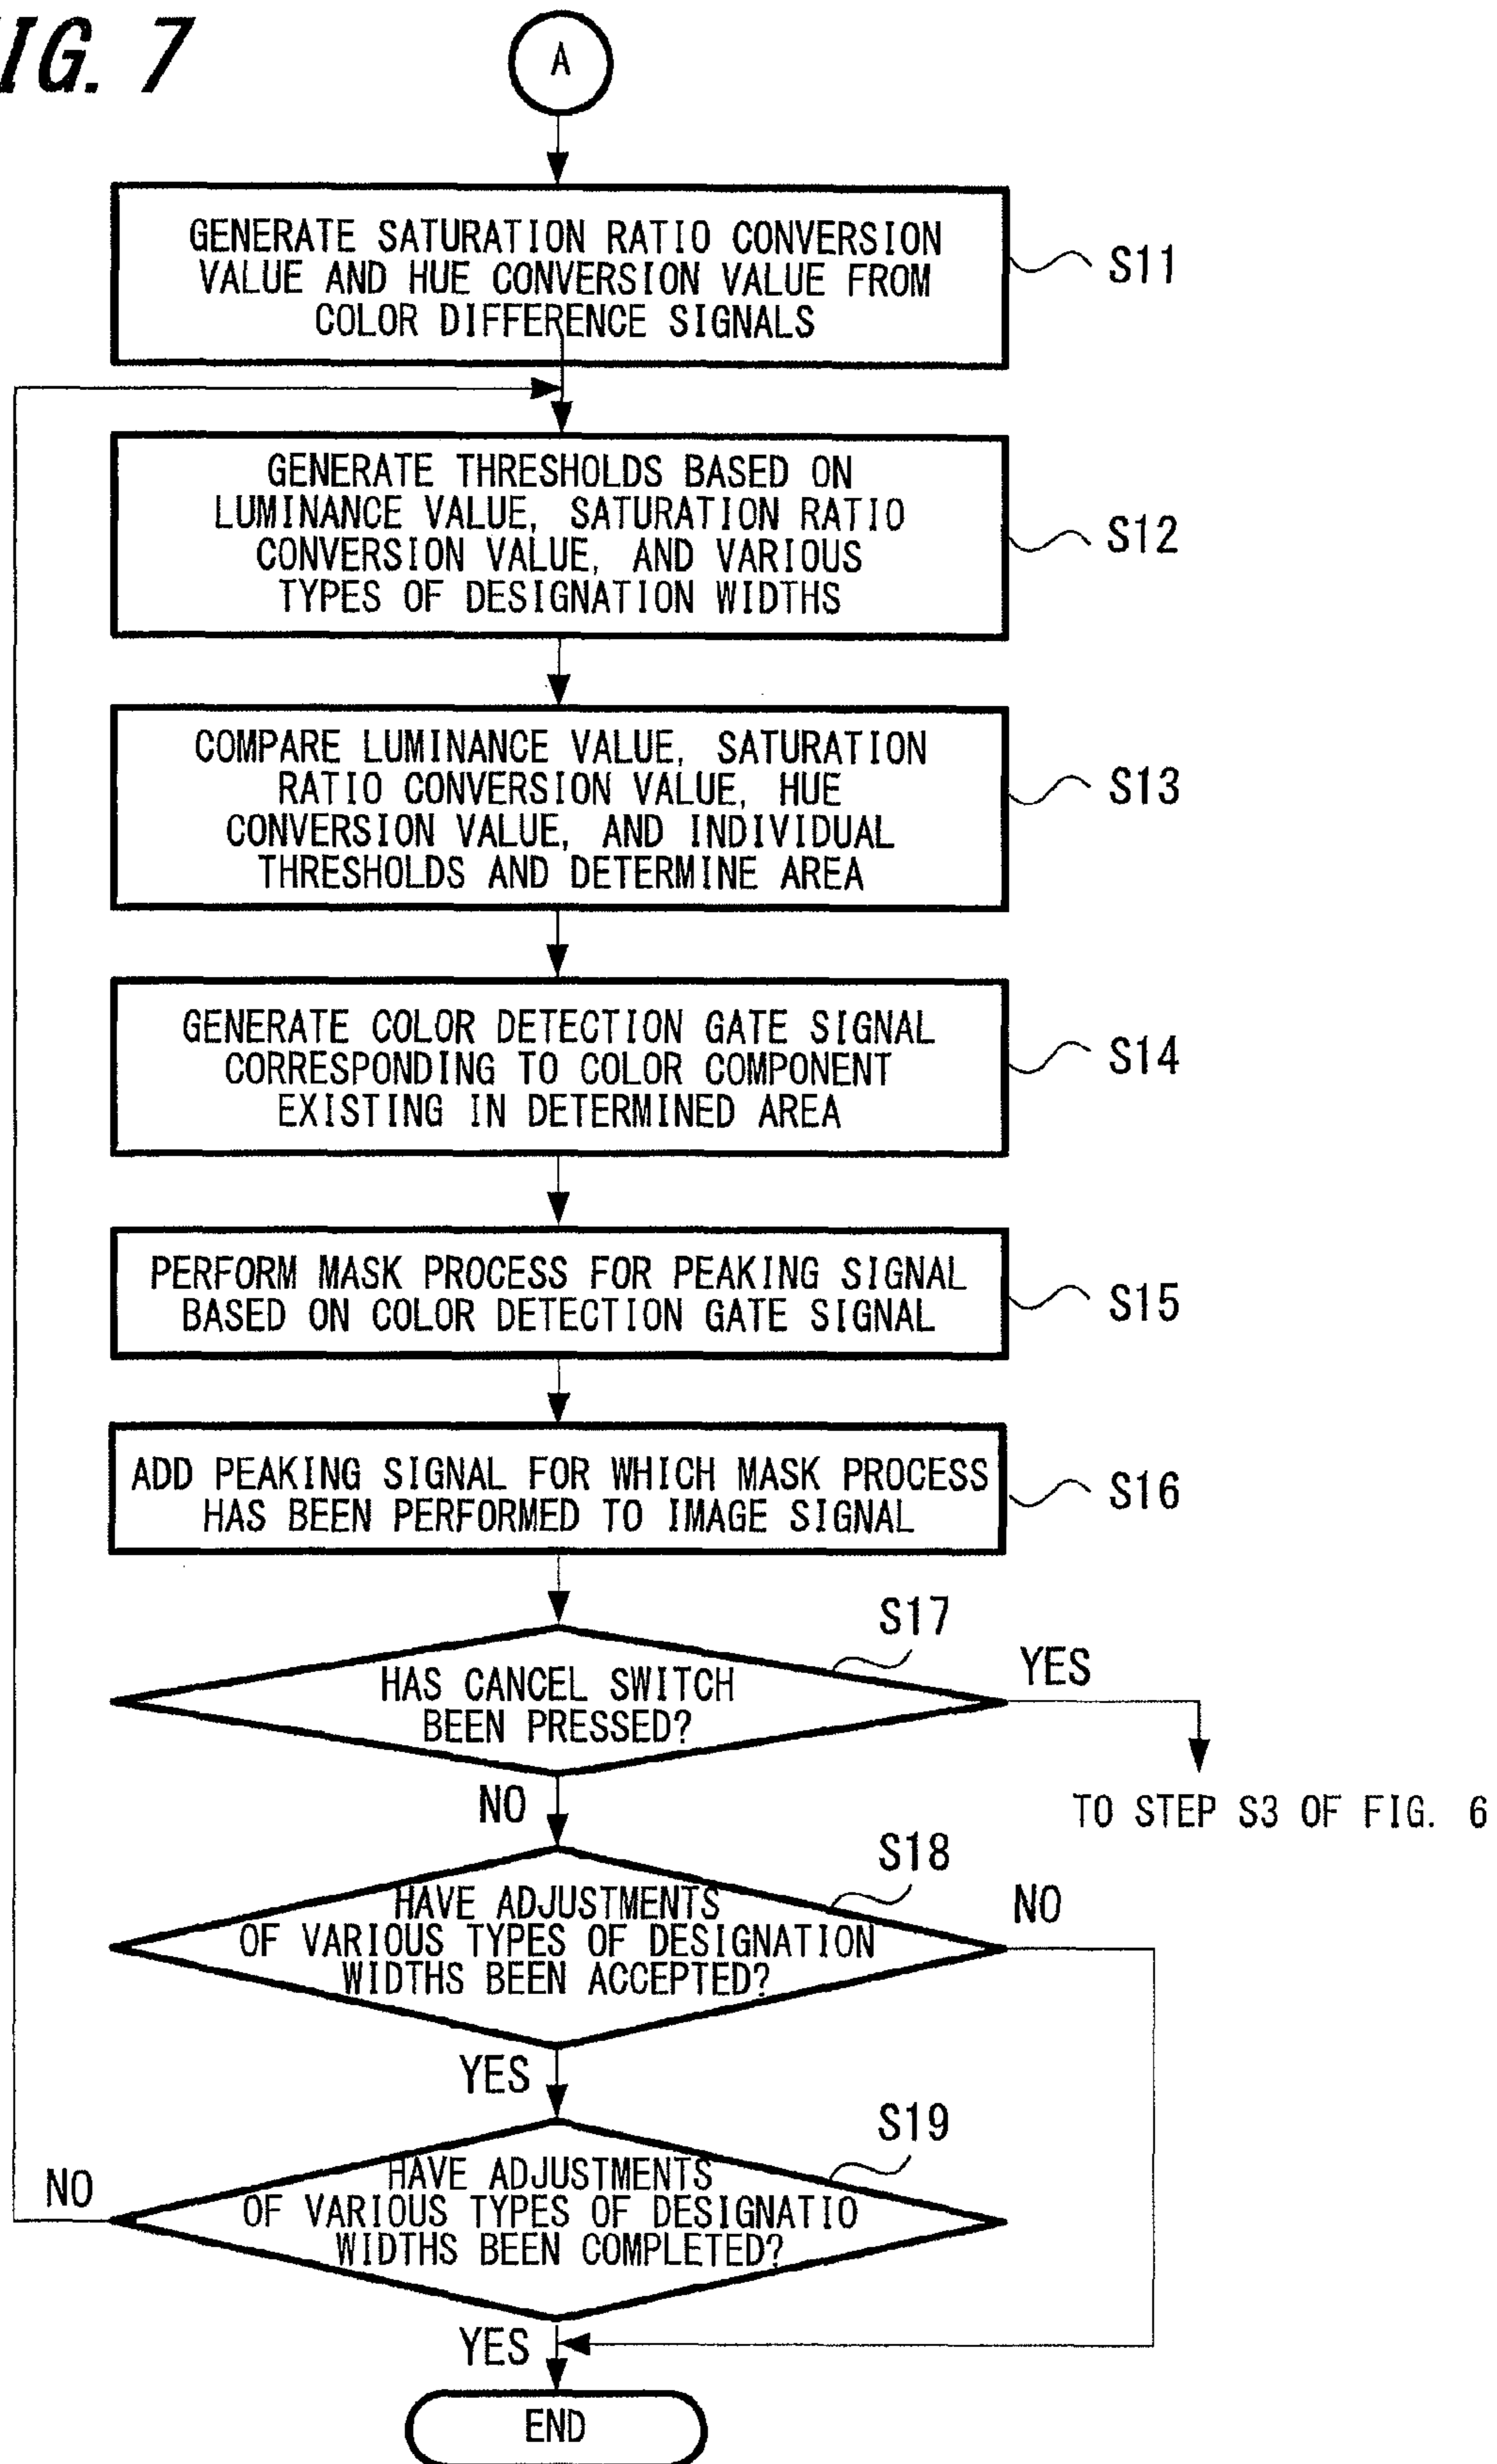 IG. 7
A
GENERATE SATURATION RATIO CONVERSION
VALUE AND HUE CONVERSION VALUE FROM
COLOR DIFFERENCE SIGNALS
S11
GENERATE THRESHOLDS BASED ON
LUMINANCE VALUE, SATURATION RATIO
CONVERSION VALUE, AND VARIOUS
TYPES OF DESIGNATION WIDTHS
S12
COMPARE LUMINANCE VALUE, SATURATION
RATIO CONVERSION VALUE, HUE
CONVERSION VALUE, AND INDIVIDUAL
THRESHOLDS AND DETERMINE AREA
S13
GENERATE COLOR DETECTION GATE SIGNAL
CORRESPONDING TO COLOR COMPONENT
EXISTING IN DETERMINED AREA
S14
PERFORM MASK PROCESS FOR PEAKING SIGNAL
BASED ON COLOR DETECTION GATE SIGNAL
S15
ADD PEAKING SIGNAL FOR WHICH MASK PROCESS
HAS BEEN PERFORMED TO IMAGE SIGNAL
S16
S17
HAS CANCEL SWITCH
BEEN PRESSED?
YES
TO STEP S3 OF FIG. 6
NO
S18
HAVE ADJUSTMENTS
OF VARIOUS TYPES OF DESIGNATION
WIDTHS BEEN ACCEPTED?
NO
YES
S19
HAVE ADJUSTMENTS
OF VARIOUS TYPES OF DESIGNATIO
WIDTHS BEEN COMPLETED?
NO
YES
END